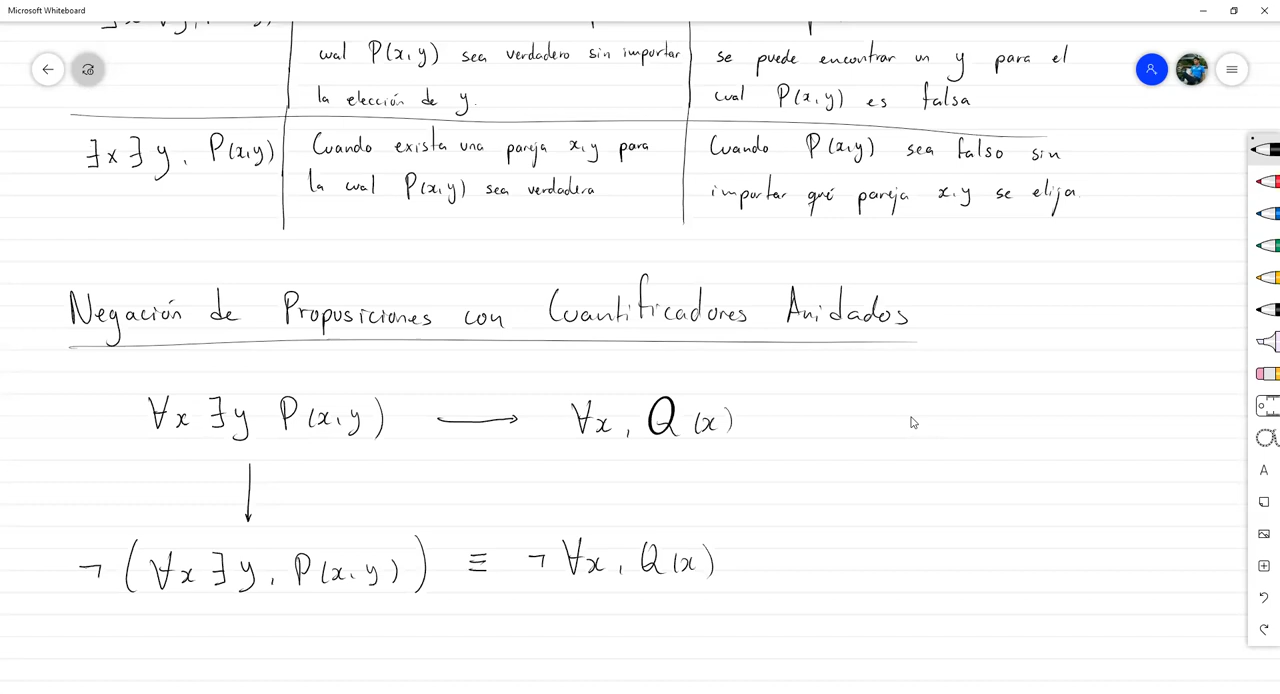 Microsoft Whiteboard
cual P(x,y) sea verdadero sin importar
la elección de y.
se puede encontrar un y para el
cual P(x,y) es falsa
∃x ∃y, P(x,y)
Cuando exista una pareja x,y para
la cual P(x,y) sea verdadera
Cuando P(x,y) sea falso sin
importar qué pareja x,y se elija.
Negación de Proposiciones con Cuantificadores Anidados
∀x ∃y P(x,y) → ∀x, Q(x)
↓
¬(∀x ∃y, P(x,y)) ≡ ¬∀x, Q(x)